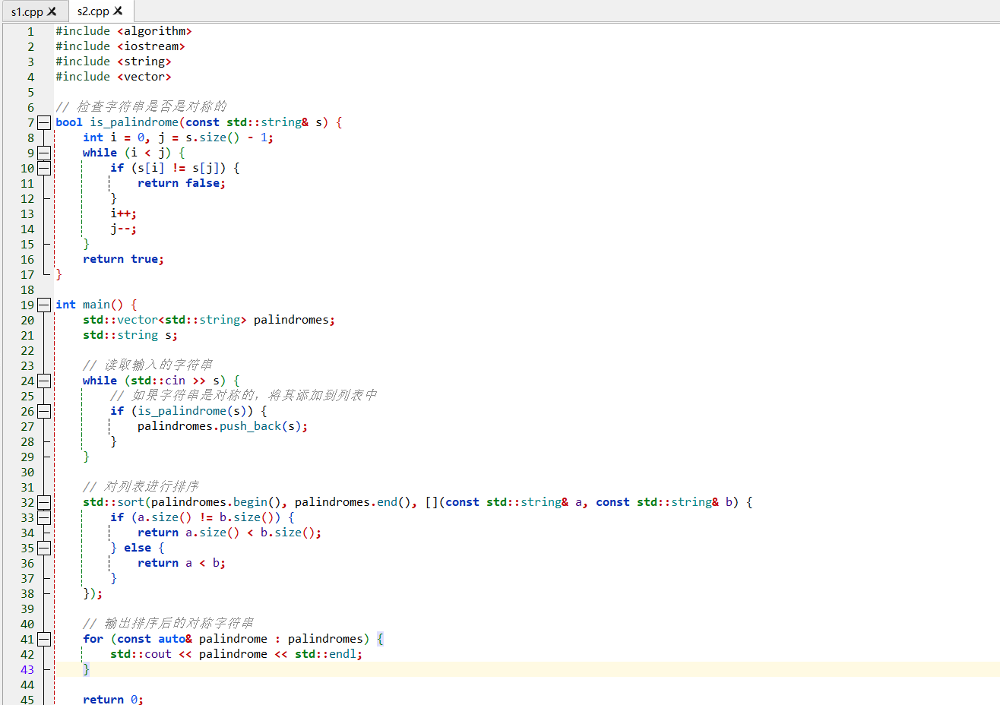 s1.cpp
s2.cpp
1 #include <algorithm>
2 #include <iostream>
3 #include <string>
4 #include <vector>
5
6 // 检查字符串是否是对称的
7 bool is_palindrome(const std::string& s) {
8     int i = 0, j = s.size() - 1;
9     while (i < j) {
10         if (s[i] != s[j]) {
11             return false;
12         }
13         i++;
14         j--;
15     }
16     return true;
17 }
18
19 int main() {
20     std::vector<std::string> palindromes;
21     std::string s;
22
23     // 读取输入的字符串
24     while (std::cin >> s) {
25         // 如果字符串是对称的，将其添加到列表中
26         if (is_palindrome(s)) {
27             palindromes.push_back(s);
28         }
29     }
30
31     // 对列表进行排序
32     std::sort(palindromes.begin(), palindromes.end(), [](const std::string& a, const std::string& b) {
33         if (a.size() != b.size()) {
34             return a.size() < b.size();
35         } else {
36             return a < b;
37         }
38     });
39
40     // 输出排序后的对称字符串
41     for (const auto& palindrome : palindromes) {
42         std::cout << palindrome << std::endl;
43     }
44
45     return 0;